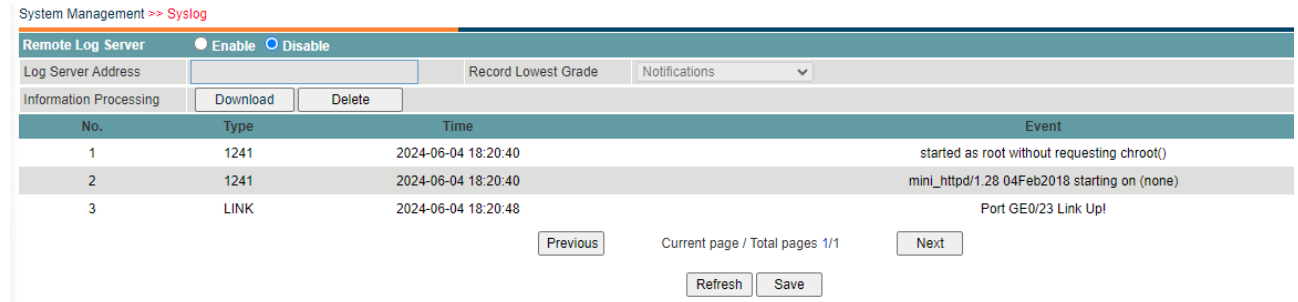 System Management >> Syslog
Remote Log Server Enable Disable
Log Server Address Record Lowest Grade Notifications
Information Processing Download Delete
No. Type Time Event
1 1241 2024-06-04 18:20:40 started as root without requesting chroot()
2 1241 2024-06-04 18:20:40 mini_httpd/1.28 04Feb2018 starting on (none)
3 LINK 2024-06-04 18:20:48 Port GE0/23 Link Up!
Previous Current page / Total pages 1/1 Next
Refresh Save